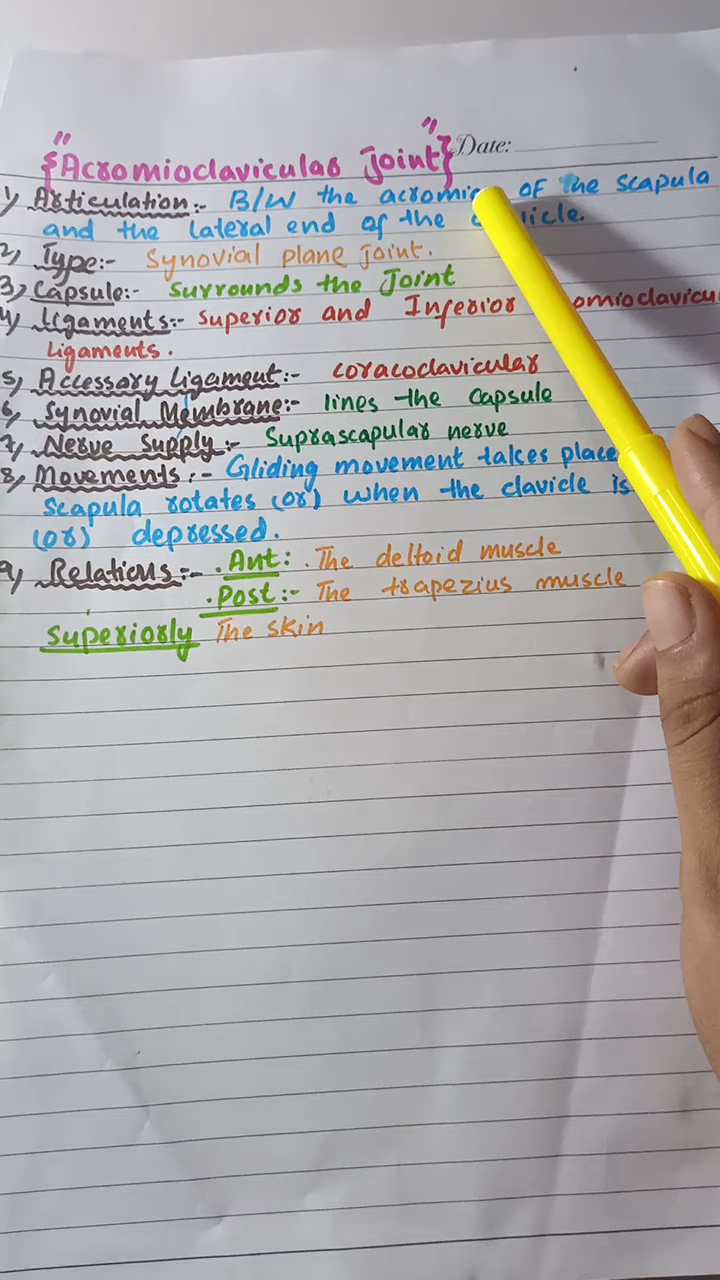 "{Acromioclavicular Joint}" Date:
1) Articulation:- B/W the acromi OF the scapula
and the lateral end of the icle.
2) Type:- Synovial plane joint.
3) Capsule:- Surrounds the Joint
4) Ligaments:- Superior and Inferior omioclavicu
Ligaments.
5) Accessory Ligament:- coracoclavicular
6) Synovial Membrane:- lines the Capsule
7) Nerve Supply:- Suprascapular nerve
8) Movements:- Gliding movement takes place
Scapula rotates (or) when the clavicle is
(or) depressed.
9) Relations:- .Ant: .The deltoid muscle
.Post:- The trapezius muscle
Superiorly The skin